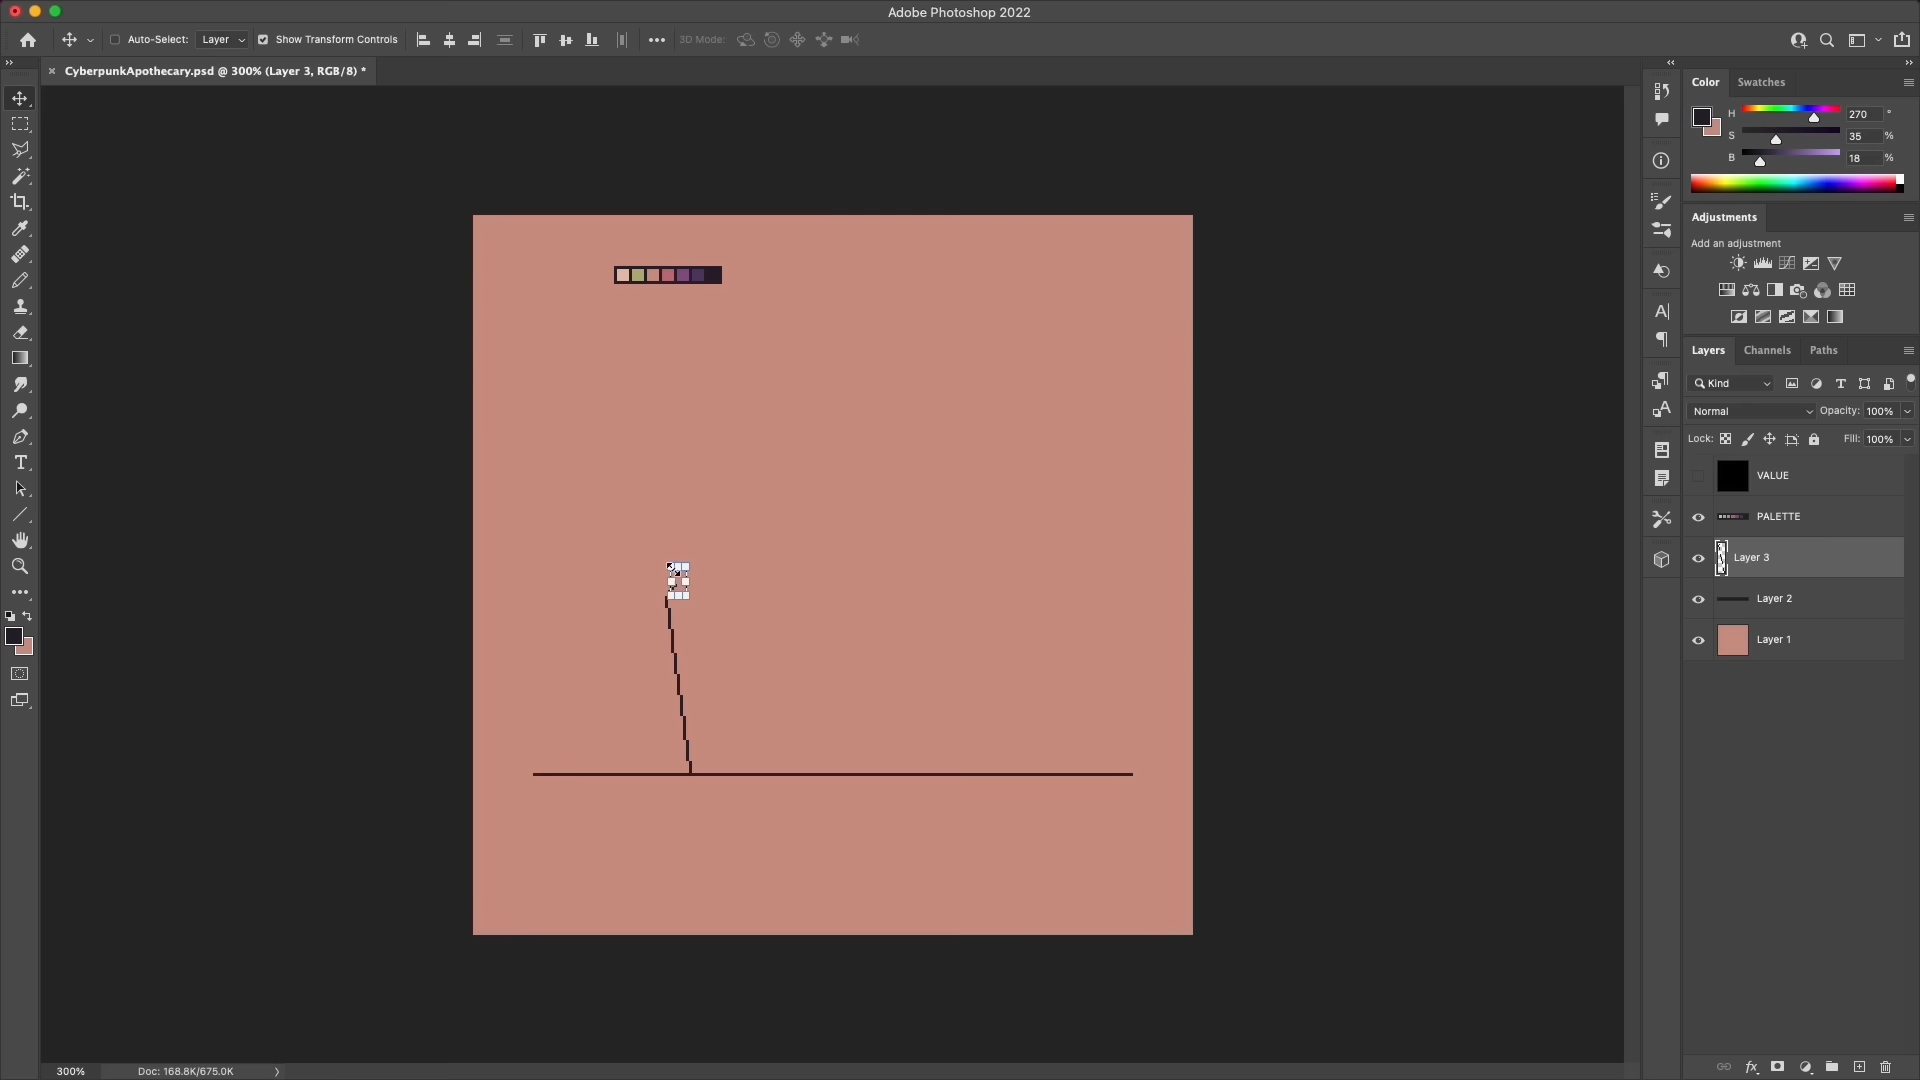 Adobe Photoshop 2022
Auto-Select: Layer Show Transform Controls 3D Mode:
CyberpunkApothecary.psd @ 300% (Layer 3, RGB/8) *
Color Swatches
H 270 °
S 35 %
B 18 %
Adjustments
Add an adjustment
Layers Channels Paths
Kind
Normal Opacity: 100%
Lock: Fill: 100%
VALUE
PALETTE
Layer 3
Layer 2
Layer 1
300% Doc: 168.8K/675.0K